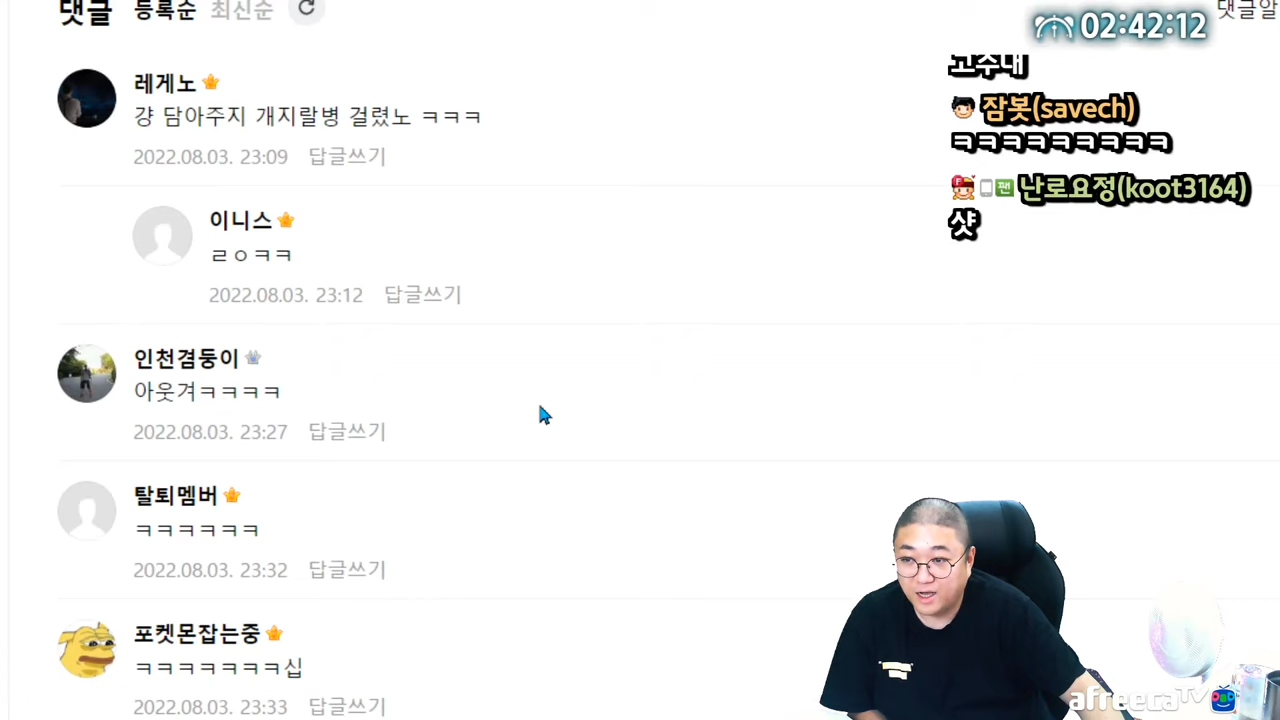 댓글 등록순 최신순
댓글알
02:42:12
레게노
걍 담아주지 개지랄병 걸렸노 ㅋㅋㅋ
2022.08.03. 23:09 답글쓰기
이니스
ㄹㅇㅋㅋ
2022.08.03. 23:12 답글쓰기
인천겸둥이
아웃겨ㅋㅋㅋㅋ
2022.08.03. 23:27 답글쓰기
탈퇴멤버
ㅋㅋㅋㅋㅋㅋ
2022.08.03. 23:32 답글쓰기
포켓몬잡는중
ㅋㅋㅋㅋㅋㅋㅋ십
2022.08.03. 23:33 답글쓰기
고수대
잠봇(savech)
ㅋㅋㅋㅋㅋㅋㅋㅋㅋ
팬 난로요정(koot3164)
샷
afreecaTV